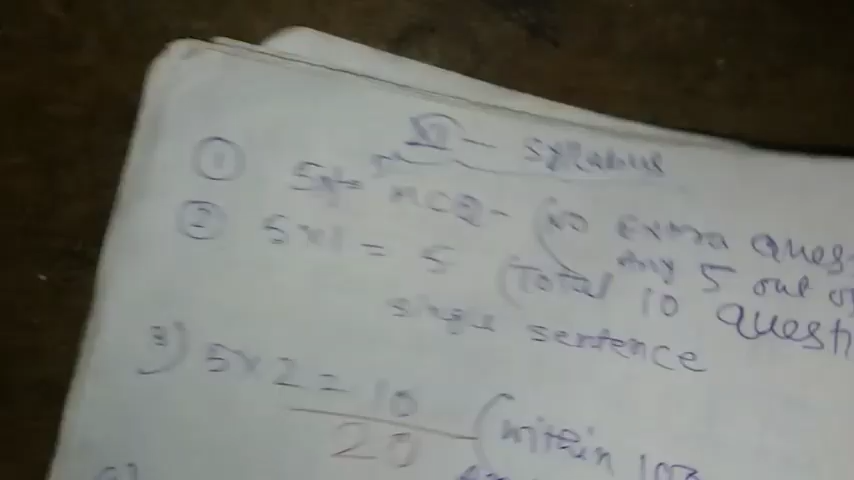 XI - Syllabus
① 5x1= 5 MCQ - (NO Extra Ques
② 5x1 = 5 Any 5 out of
(Total 10 Questi
single sentence
3) 5x2 = 10
20 (within 10